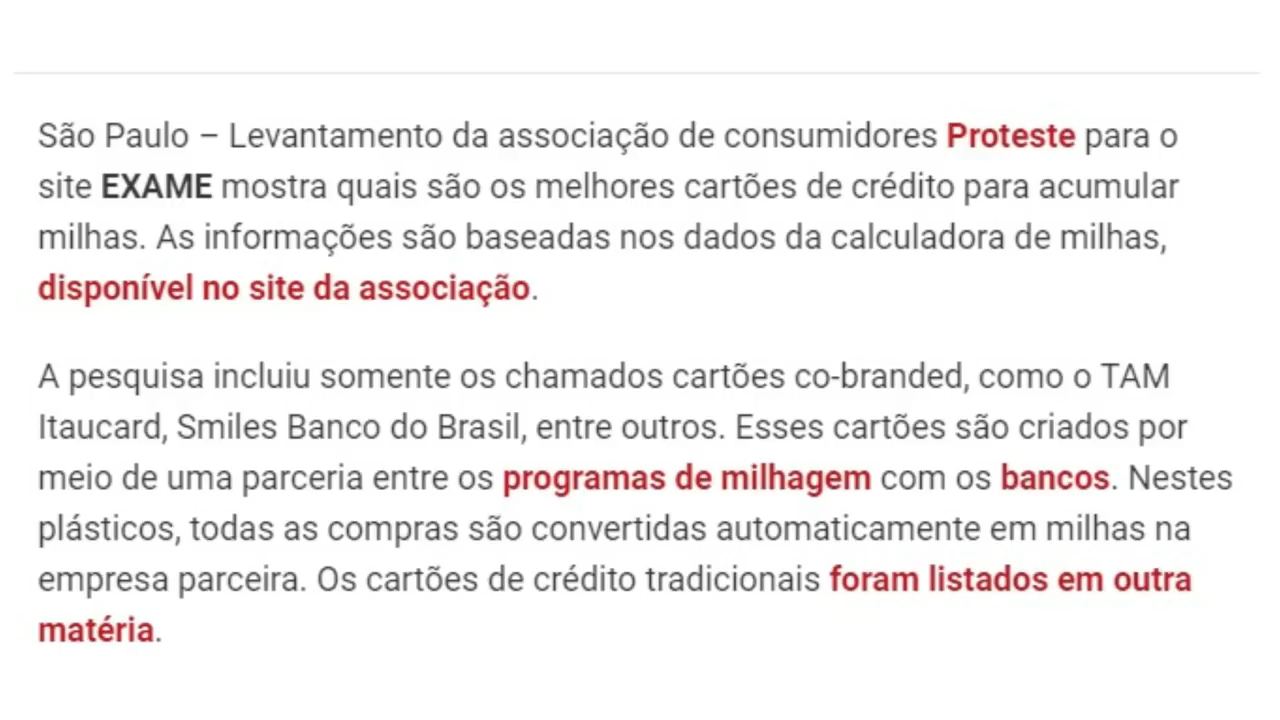 São Paulo – Levantamento da associação de consumidores Proteste para o
site EXAME mostra quais são os melhores cartões de crédito para acumular
milhas. As informações são baseadas nos dados da calculadora de milhas,
disponível no site da associação.
A pesquisa incluiu somente os chamados cartões co-branded, como o TAM
Itaucard, Smiles Banco do Brasil, entre outros. Esses cartões são criados por
meio de uma parceria entre os programas de milhagem com os bancos. Nestes
plásticos, todas as compras são convertidas automaticamente em milhas na
empresa parceira. Os cartões de crédito tradicionais foram listados em outra
matéria.